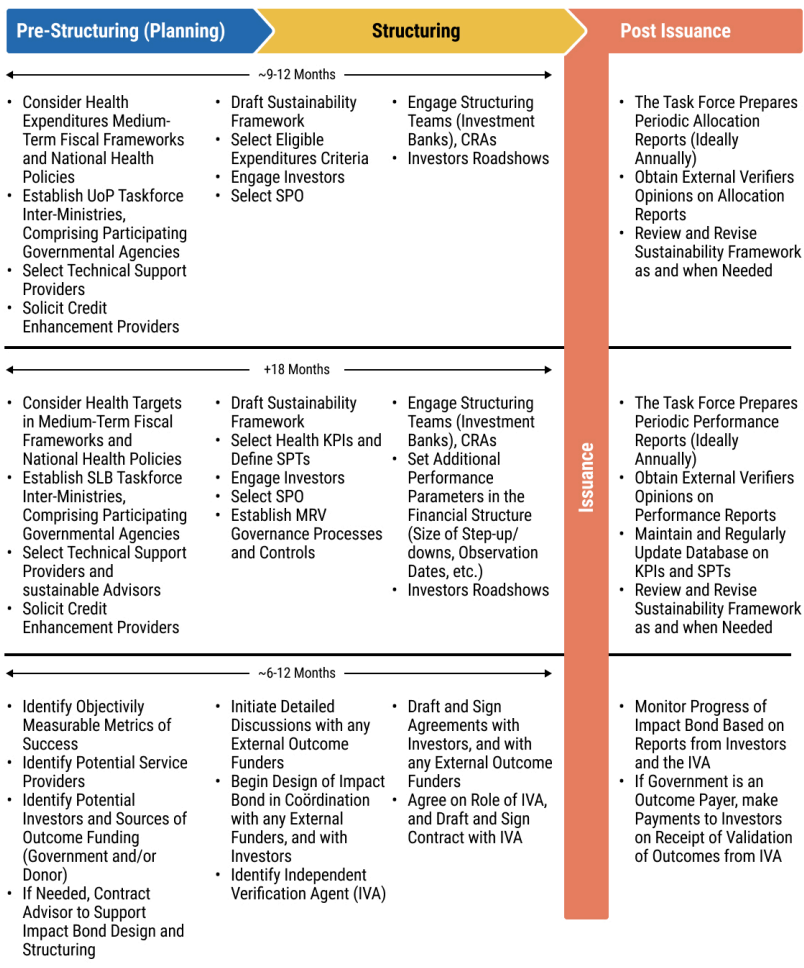 Pre-Structuring (Planning)
Structuring
Post Issuance
~9-12 Months
• Consider Health
Expenditures Medium-
Term Fiscal Frameworks
and National Health
Policies
• Establish UoP Taskforce
Inter-Ministries,
Comprising Participating
Governmental Agencies
• Select Technical Support
Providers
• Solicit Credit
Enhancement Providers
• Draft Sustainability
Framework
• Select Eligible
Expenditures Criteria
• Engage Investors
• Select SPO
• Engage Structuring
Teams (Investment
Banks), CRAs
• Investors Roadshows
• The Task Force Prepares
Periodic Allocation
Reports (Ideally
Annually)
• Obtain External Verifiers
Opinions on Allocation
Reports
• Review and Revise
Sustainability Framework
as and when Needed
+18 Months
• Consider Health Targets
in Medium-Term Fiscal
Frameworks and
National Health Policies
• Establish SLB Taskforce
Inter-Ministries,
Comprising Participating
Governmental Agencies
• Select Technical Support
Providers and
sustainable Advisors
• Solicit Credit
Enhancement Providers
• Draft Sustainability
Framework
• Select Health KPIs and
Define SPTs
• Engage Investors
• Select SPO
• Establish MRV
Governance Processes
and Controls
• Engage Structuring
Teams (Investment
Banks), CRAs
• Set Additional
Performance
Parameters in the
Financial Structure
(Size of Step-up/
downs, Observation
Dates, etc.)
• Investors Roadshows
Issuance
• The Task Force Prepares
Periodic Performance
Reports (Ideally
Annually)
• Obtain External Verifiers
Opinions on
Performance Reports
• Maintain and Regularly
Update Database on
KPIs and SPTs
• Review and Revise
Sustainability Framework
as and when Needed
~6-12 Months
• Identify Objectivily
Measurable Metrics of
Success
• Identify Potential Service
Providers
• Identify Potential
Investors and Sources of
Outcome Funding
(Government and/or
Donor)
• If Needed, Contract
Advisor to Support
Impact Bond Design and
Structuring
• Initiate Detailed
Discussions with any
External Outcome
Funders
• Begin Design of Impact
Bond in Coördination
with any External
Funders, and with
Investors
• Identify Independent
Verification Agent (IVA)
• Draft and Sign
Agreements with
Investors, and with
any External Outcome
Funders
• Agree on Role of IVA,
and Draft and Sign
Contract with IVA
• Monitor Progress of
Impact Bond Based on
Reports from Investors
and the IVA
• If Government is an
Outcome Payer, make
Payments to Investors
on Receipt of Validation
of Outcomes from IVA